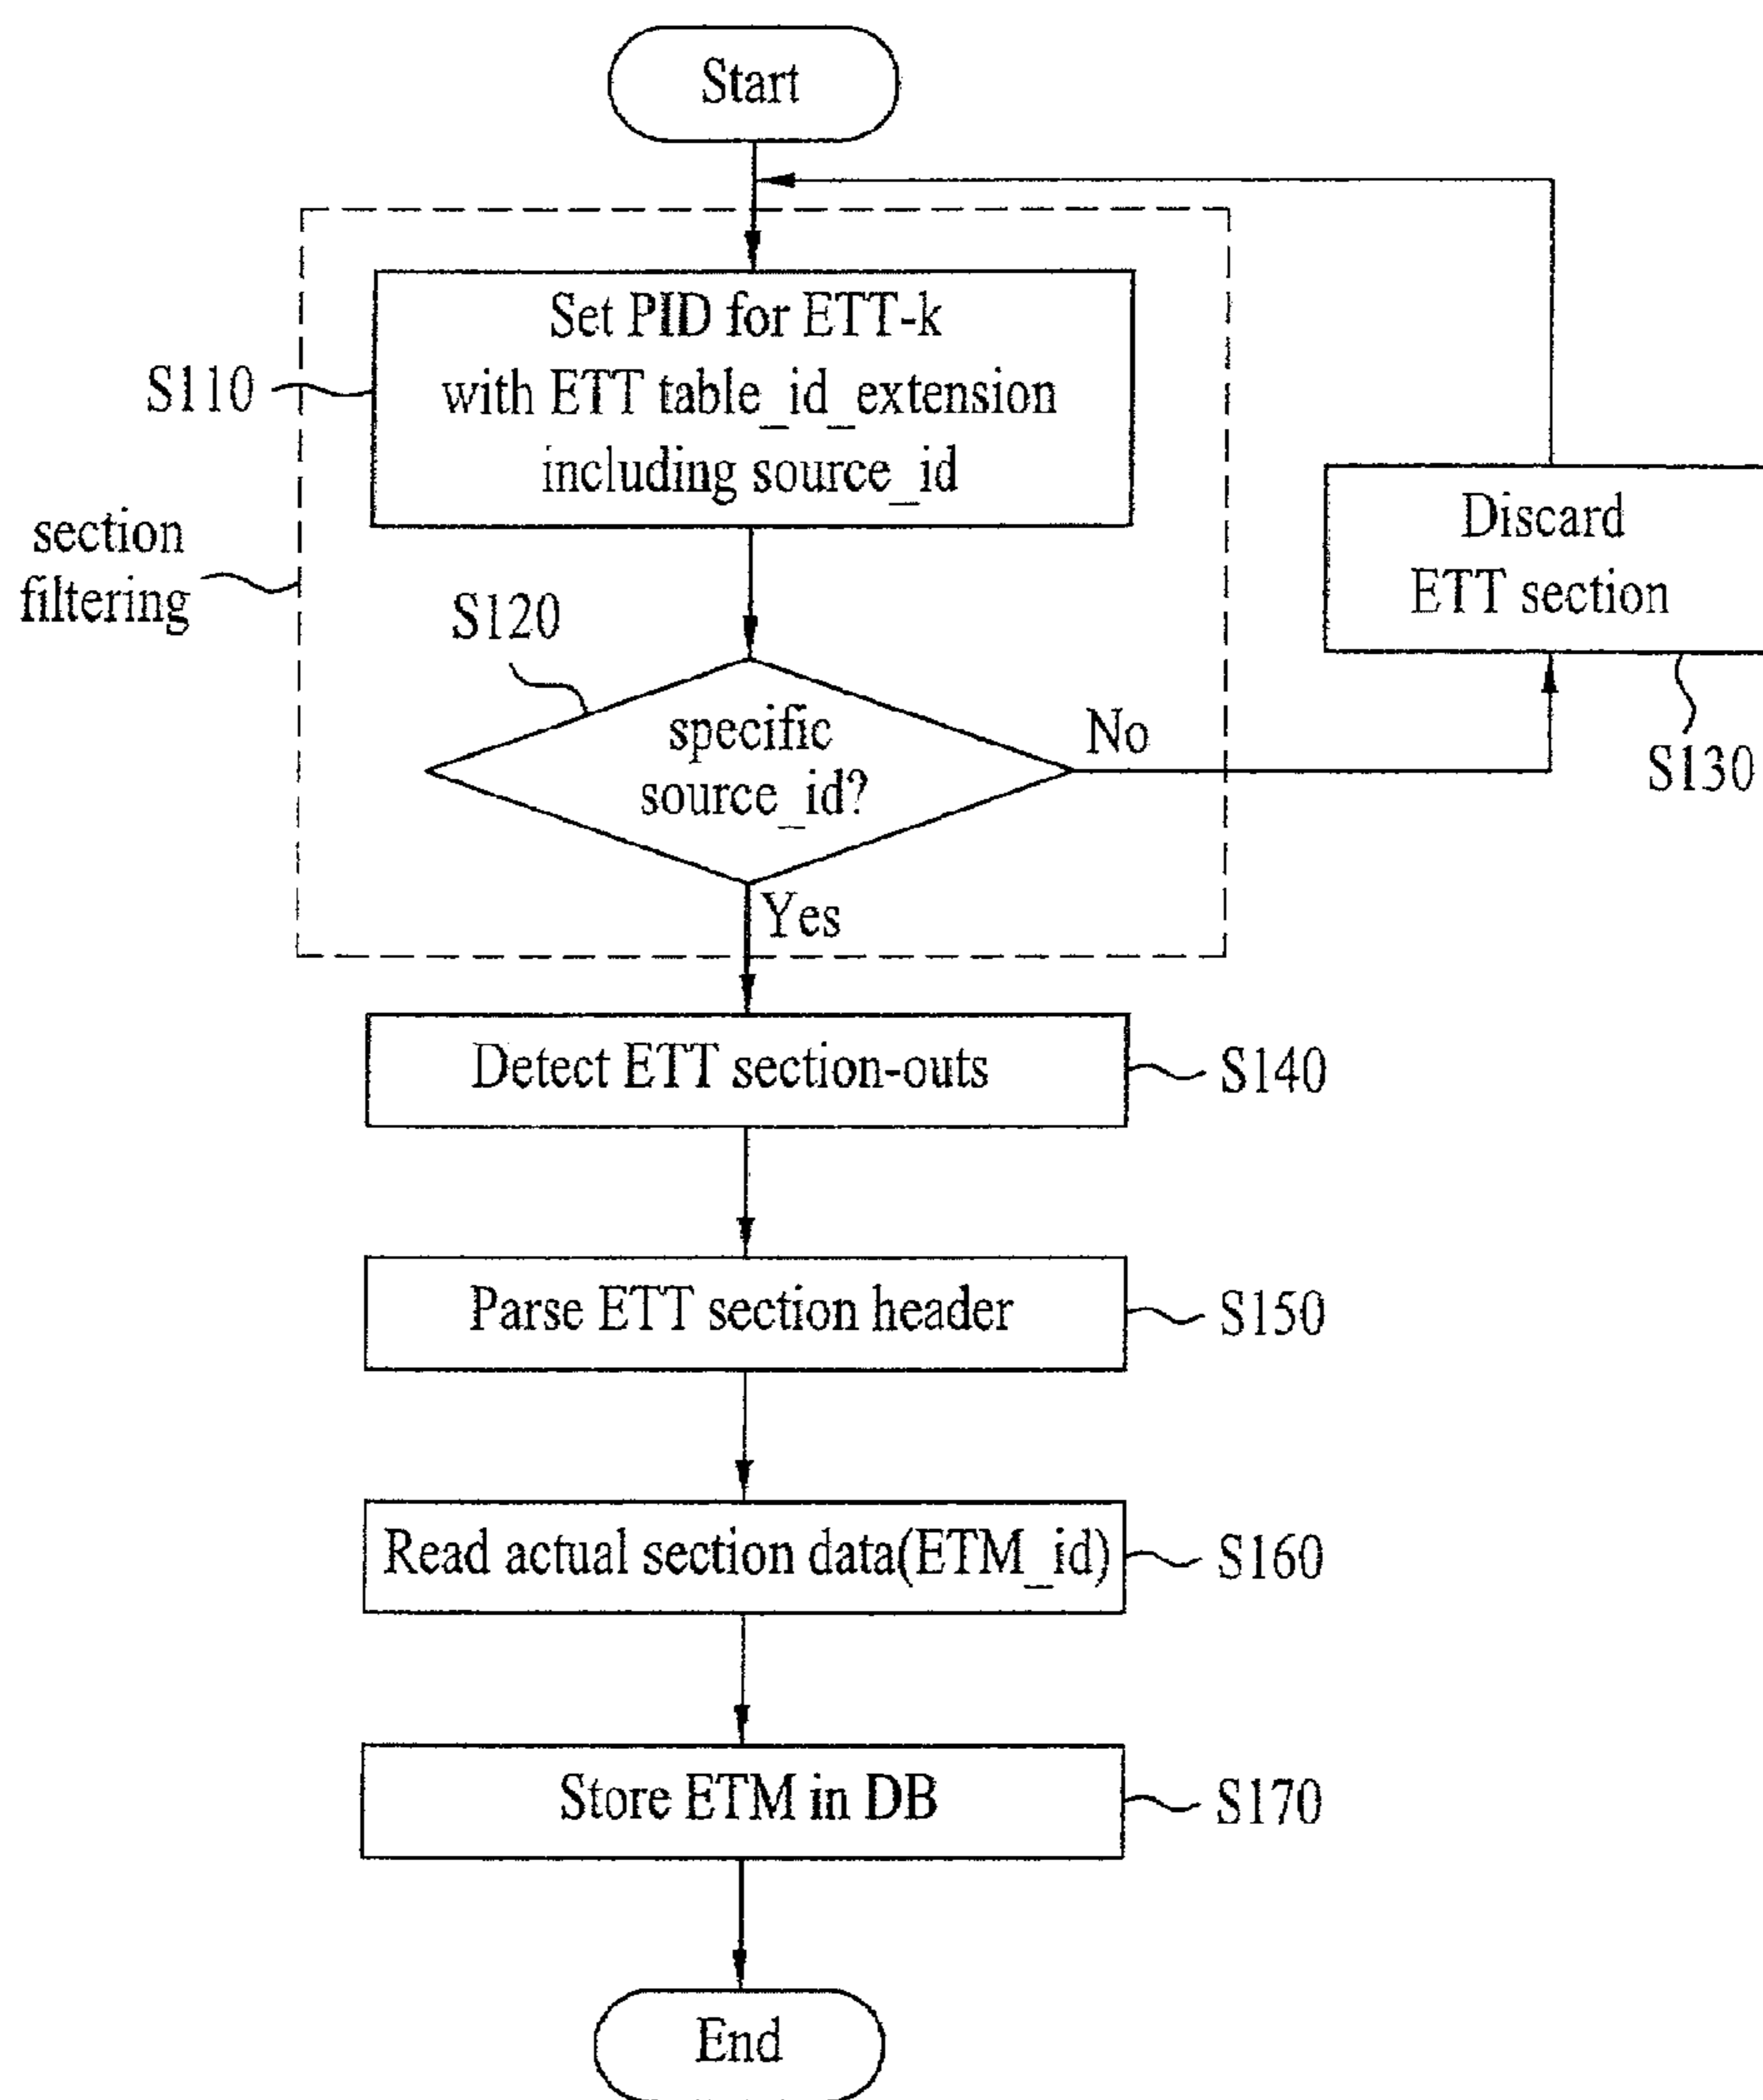 Start
Set PID for ETT-k
with ETT table_id_extension
including source_id
S110
section
filtering
Discard
ETT section
S120
specific
source_id?
No
S130
Yes
Detect ETT section-outs
S140
Parse ETT section header
S150
Read actual section data(ETM_id)
S160
Store ETM in DB
S170
End